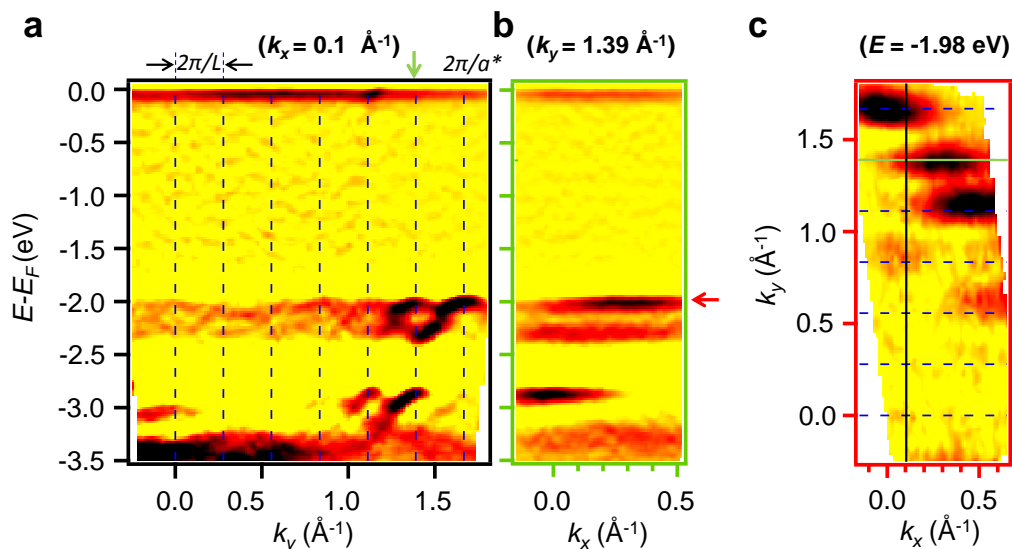 a
(kx = 0.1 Å-1)
2π/L
2π/a*
E-EF (eV)
0.0
-0.5
-1.0
-1.5
-2.0
-2.5
-3.0
-3.5
0.0
0.5
1.0
1.5
ky (Å-1)
b
(ky = 1.39 Å-1)
0.0
0.5
kx (Å-1)
c
(E = -1.98 eV)
ky (Å-1)
1.5
1.0
0.5
0.0
0.0
0.5
kx (Å-1)